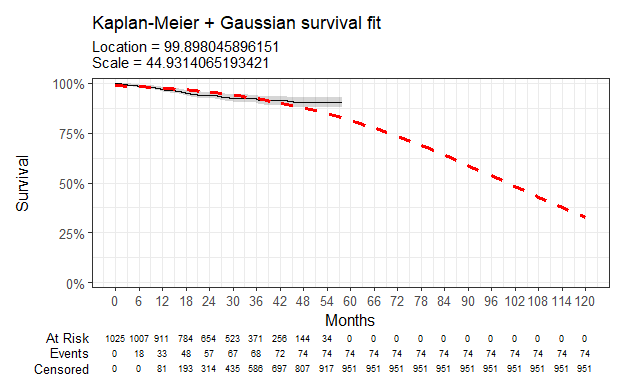 Kaplan-Meier + Gaussian survival fit
Location = 99.898045896151
Scale = 44.9314065193421
100%
75%
50%
25%
0%
Survival
0 6 12 18 24 30 36 42 48 54 60 66 72 78 84 90 96 102 108 114 120
Months
At Risk 1025 1007 911 784 654 523 371 256 144 34 0 0 0 0 0 0 0 0 0 0 0
Events 0 18 33 48 57 67 68 72 74 74 74 74 74 74 74 74 74 74 74 74 74
Censored 0 0 81 193 314 435 586 697 807 917 951 951 951 951 951 951 951 951 951 951 951